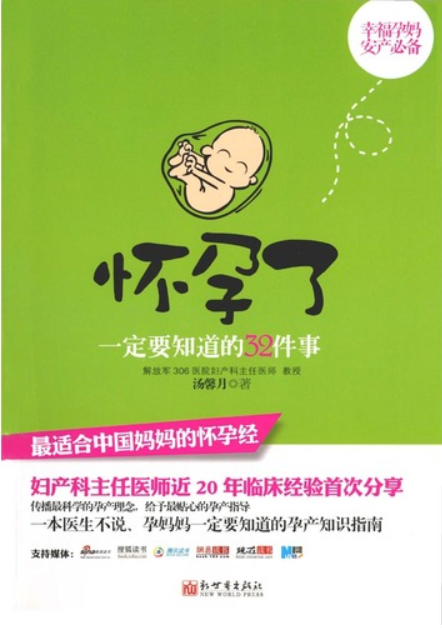 幸福孕妈
安产必备
怀孕了
一定要知道的32件事
解放军 306 医院妇产科主任医师 教授
汤馨月◎著
最适合中国妈妈的怀孕经
妇产科主任医师近 20 年临床经验首次分享
传播最科学的孕产理念，给予最贴心的孕产指导
一本医生不说、孕妈妈一定要知道的孕产知识指南
支持媒体：
搜狐读书
腾讯读书
新世界出版社
NEW WORLD PRESS